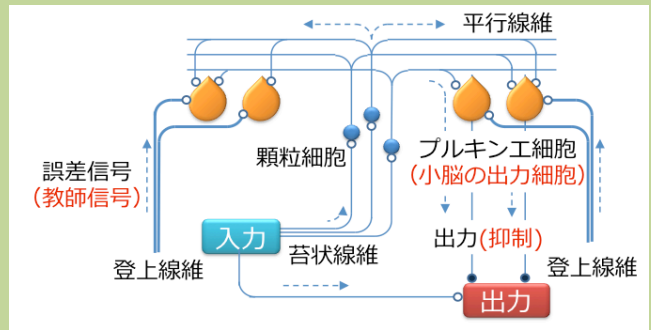 平行線維
誤差信号
(教師信号)
顆粒細胞
プルキンエ細胞
(小脳の出力細胞)
入力
苔状線維
出力(抑制)
登上線維
登上線維
出力